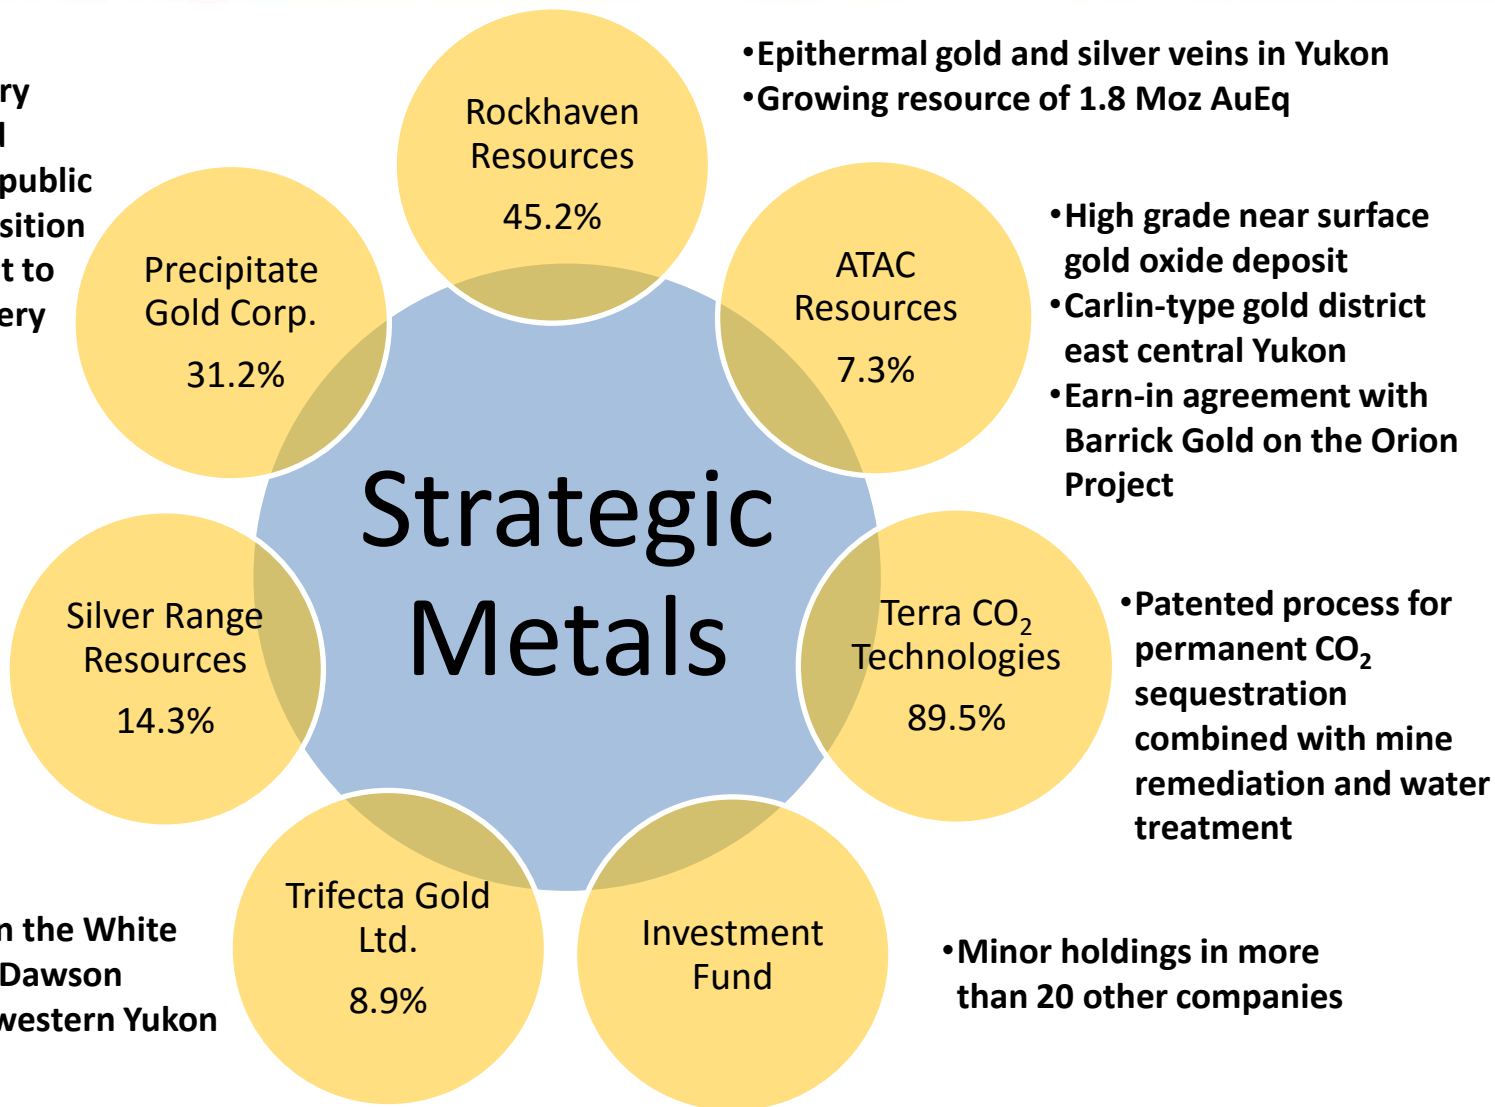 Rockhaven
Resources
45.2%
•Epithermal gold and silver veins in Yukon
•Growing resource of 1.8 Moz AuEq
public
t to
Precipitate
Gold Corp.
31.2%
ATAC
Resources
7.3%
•High grade near surface
gold oxide deposit
•Carlin-type gold district
east central Yukon
•Earn-in agreement with
Barrick Gold on the Orion
Project
Strategic
Metals
Silver Range
Resources
14.3%
Terra CO₂
Technologies
89.5%
•Patented process for
permanent CO₂
sequestration
combined with mine
remediation and water
treatment
n the White
Dawson
western Yukon
Trifecta Gold
Ltd.
8.9%
Investment
Fund
•Minor holdings in more
than 20 other companies